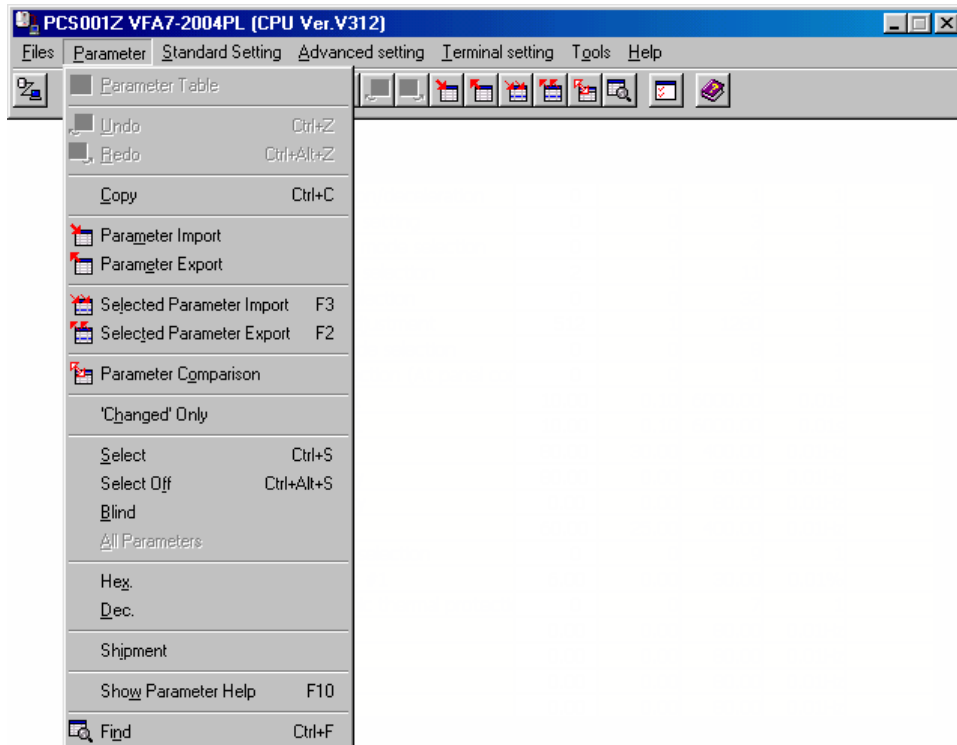 PCS001Z VFA7-2004PL (CPU Ver.V312)
Files Parameter Standard Setting Advanced setting Terminal setting Tools Help
Parameter Table
Undo Ctrl+Z
Redo Ctrl+Alt+Z
Copy Ctrl+C
Parameter Import
Parameter Export
Selected Parameter Import F3
Selected Parameter Export F2
Parameter Comparison
'Changed' Only
Select Ctrl+S
Select Off Ctrl+Alt+S
Blind
All Parameters
Hex.
Dec.
Shipment
Show Parameter Help F10
Find Ctrl+F